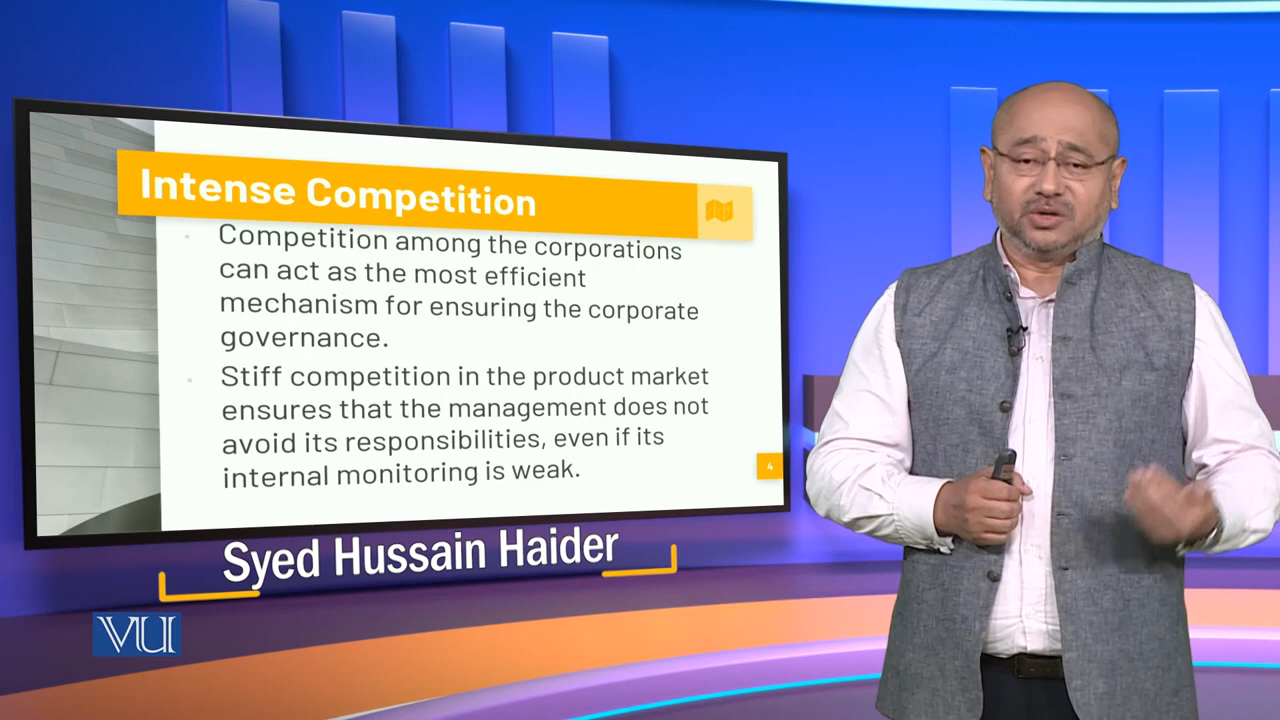 Intense Competition
Competition among the corporations
can act as the most efficient
mechanism for ensuring the corporate
governance.
Stiff competition in the product market
ensures that the management does not
avoid its responsibilities, even if its
internal monitoring is weak.
4
Syed Hussain Haider
VU